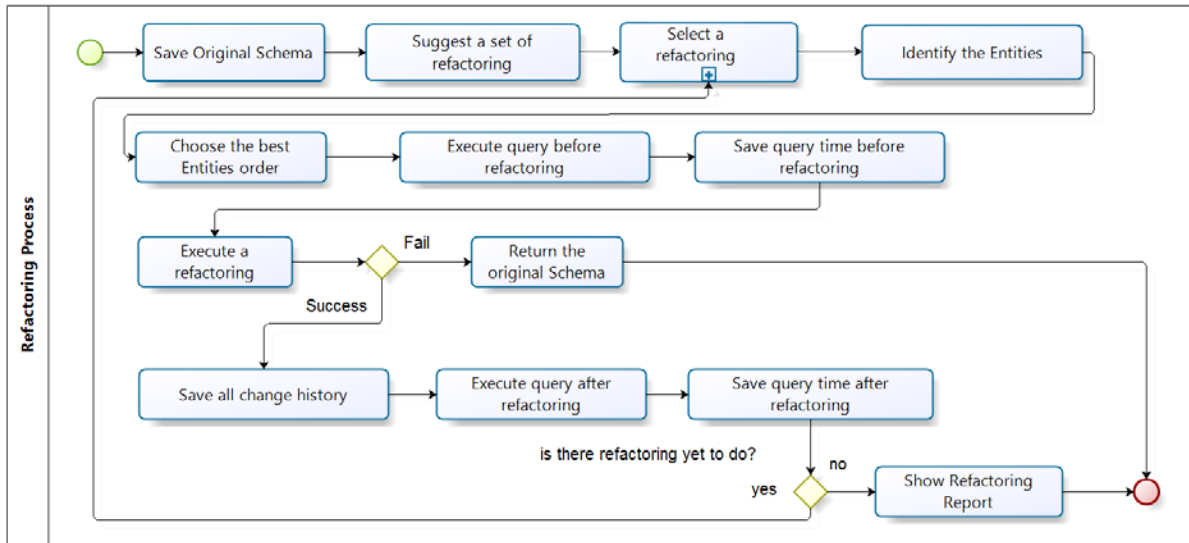 Refactoring Process
Save Original Schema
Suggest a set of
refactoring
Select a
refactoring
Identify the Entities
Choose the best
Entities order
Execute query before
refactoring
Save query time before
refactoring
Execute a
refactoring
Fail
Return the
original Schema
Success
Save all change history
Execute query after
refactoring
Save query time after
refactoring
is there refactoring yet to do?
yes
no
Show Refactoring
Report